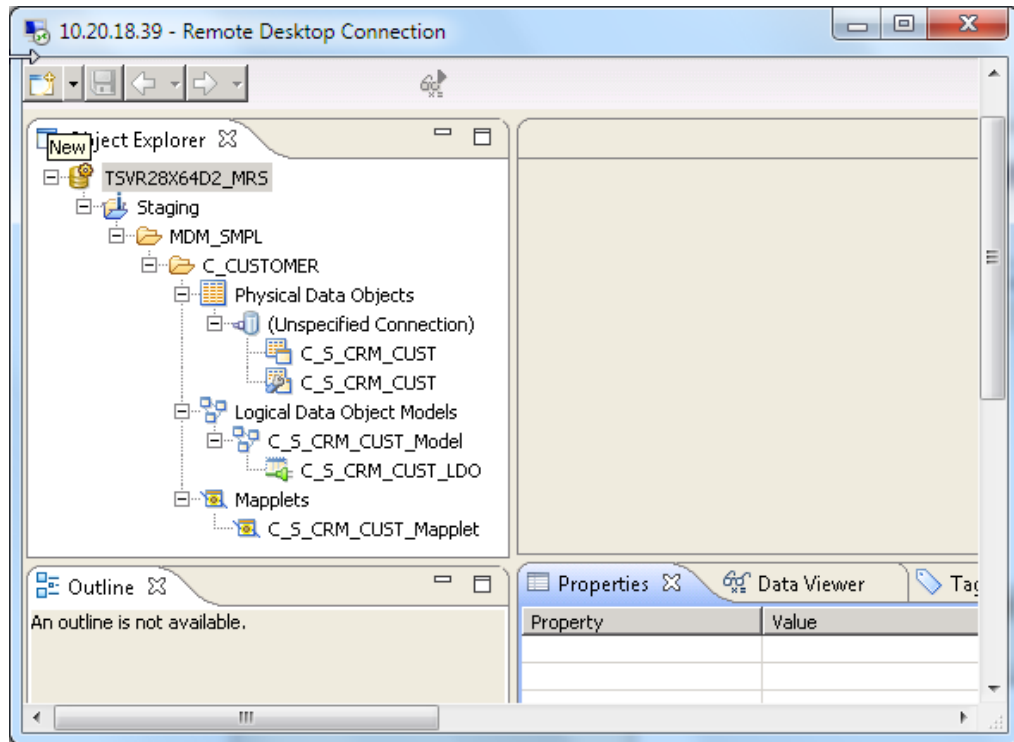 10.20.18.39 - Remote Desktop Connection
New
ject Explorer
TSVR28X64D2_MRS
Staging
MDM_SMPL
C_CUSTOMER
Physical Data Objects
(Unspecified Connection)
C_S_CRM_CUST
C_S_CRM_CUST
Logical Data Object Models
C_S_CRM_CUST_Model
C_S_CRM_CUST_LDO
Mapplets
C_S_CRM_CUST_Mapplet
Outline
An outline is not available.
Properties Data Viewer Tag
Property Value